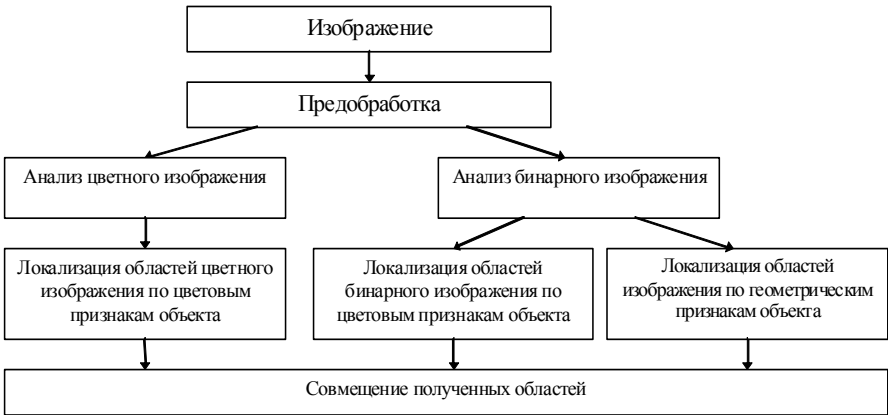 Изображение
Предобработка
Анализ цветного изображения
Анализ бинарного изображения
Локализация областей цветного
изображения по цветовым
признакам объекта
Локализация областей
бинарного изображения по
цветовым признакам объекта
Локализация областей
изображения по геометрическим
признакам объекта
Совмещение полученных областей